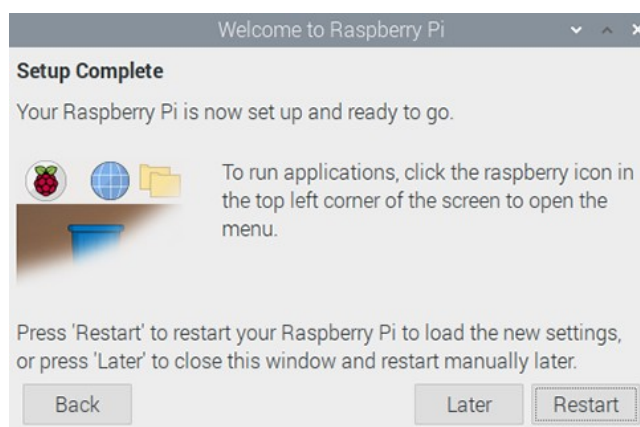 Welcome to Raspberry Pi
Setup Complete
Your Raspberry Pi is now set up and ready to go.
To run applications, click the raspberry icon in
the top left corner of the screen to open the
menu.
Press 'Restart' to restart your Raspberry Pi to load the new settings,
or press 'Later' to close this window and restart manually later.
Back Later Restart